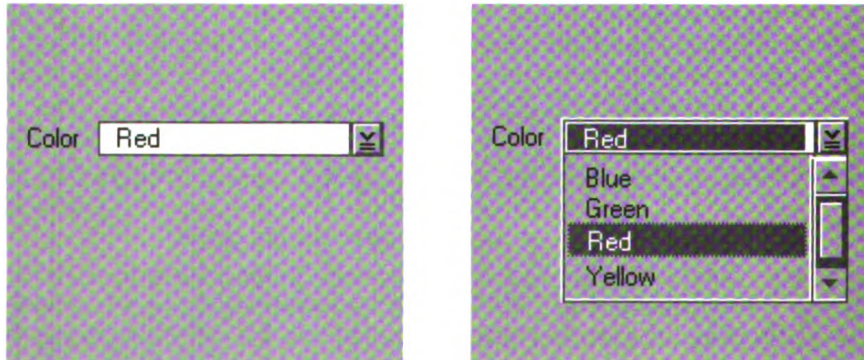 Color Red
Color Red
Blue
Green
Red
Yellow